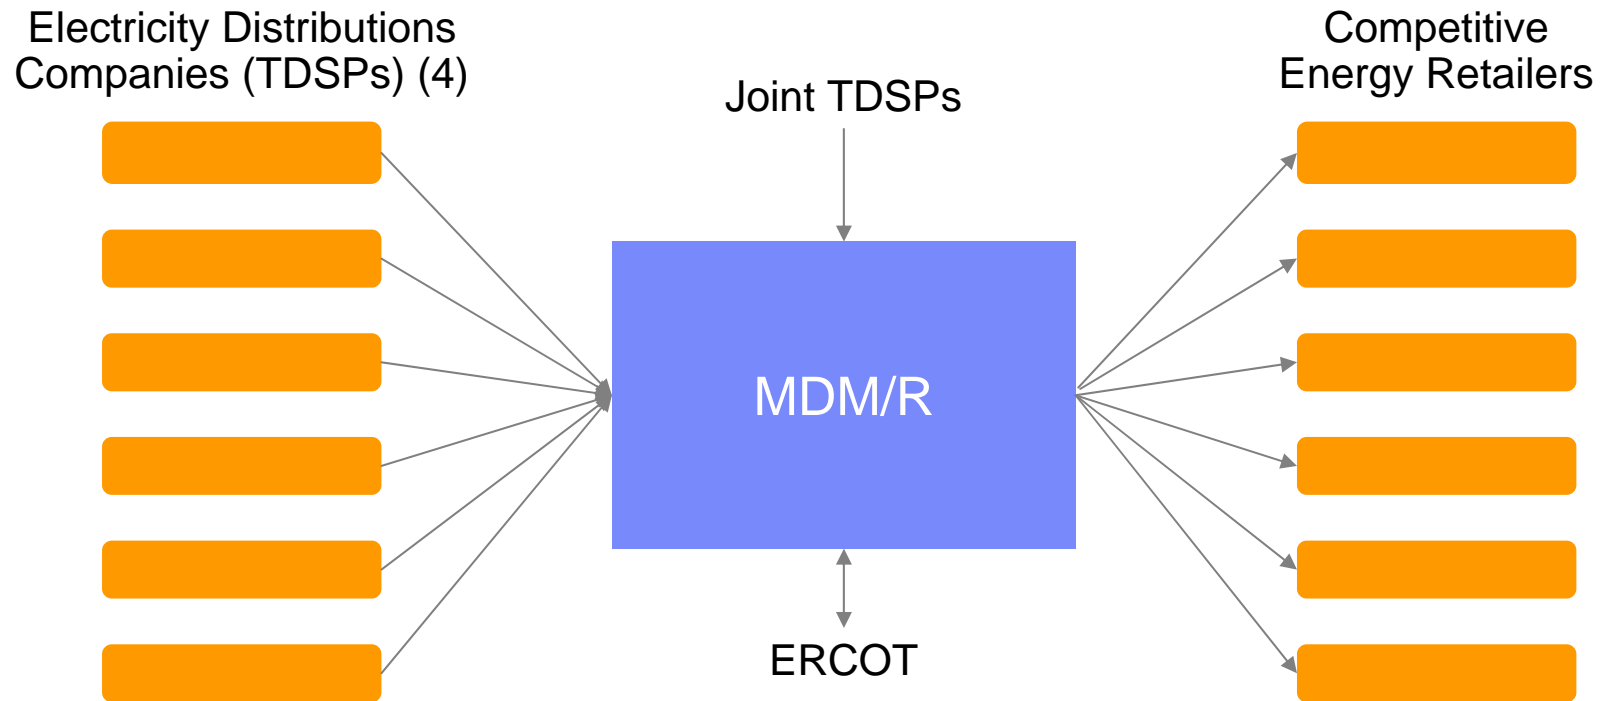 Electricity Distributions
Companies (TDSPs) (4)
Joint TDSPs
Competitive
Energy Retailers
MDM/R
ERCOT